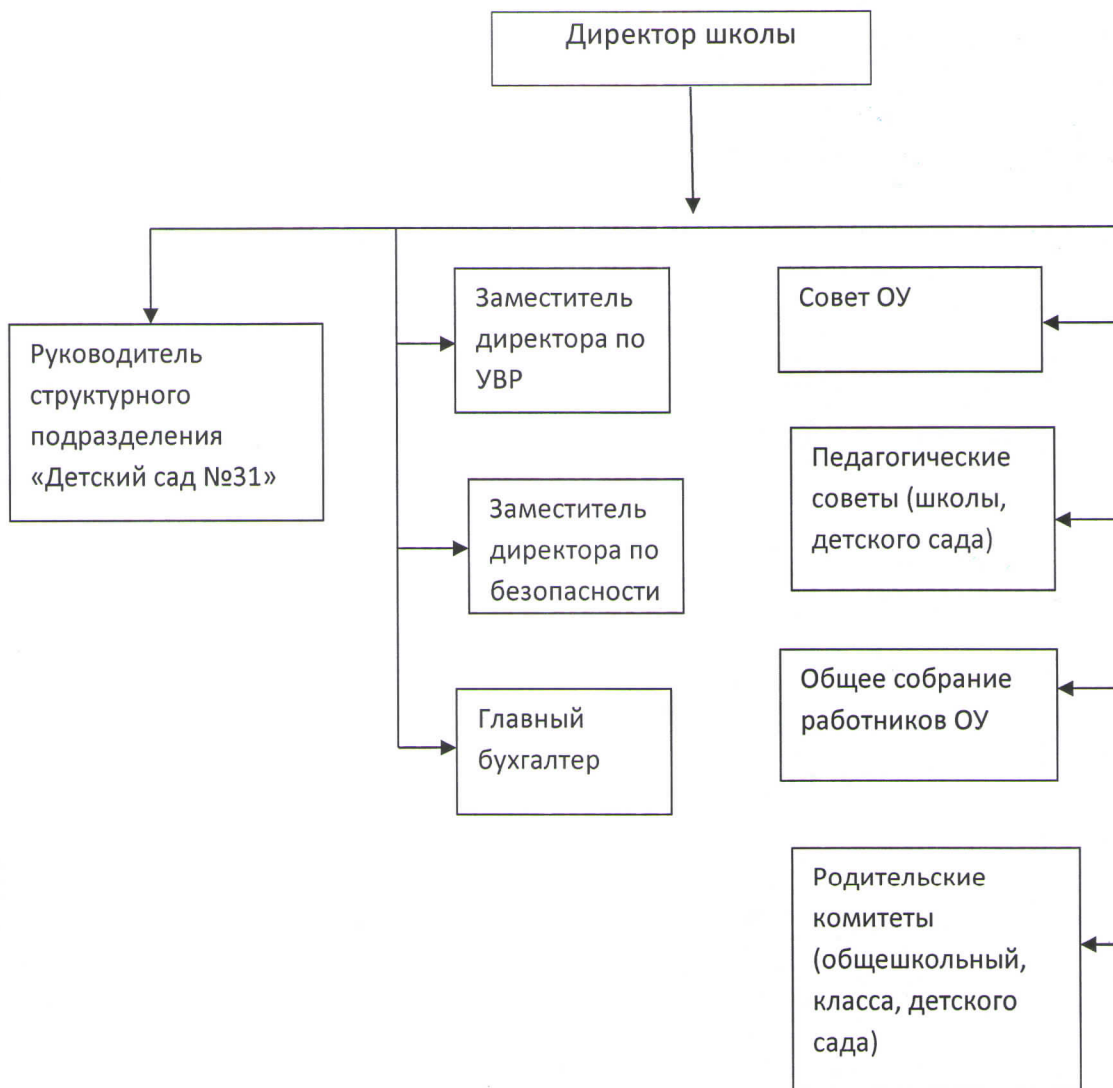 Директор школы
Руководитель
структурного
подразделения
«Детский сад №31»
Заместитель
директора по
УВР
Заместитель
директора по
безопасности
Главный
бухгалтер
Совет ОУ
Педагогические
советы (школы,
детского сада)
Общее собрание
работников ОУ
Родительские
комитеты
(общешкольный,
класса, детского
сада)